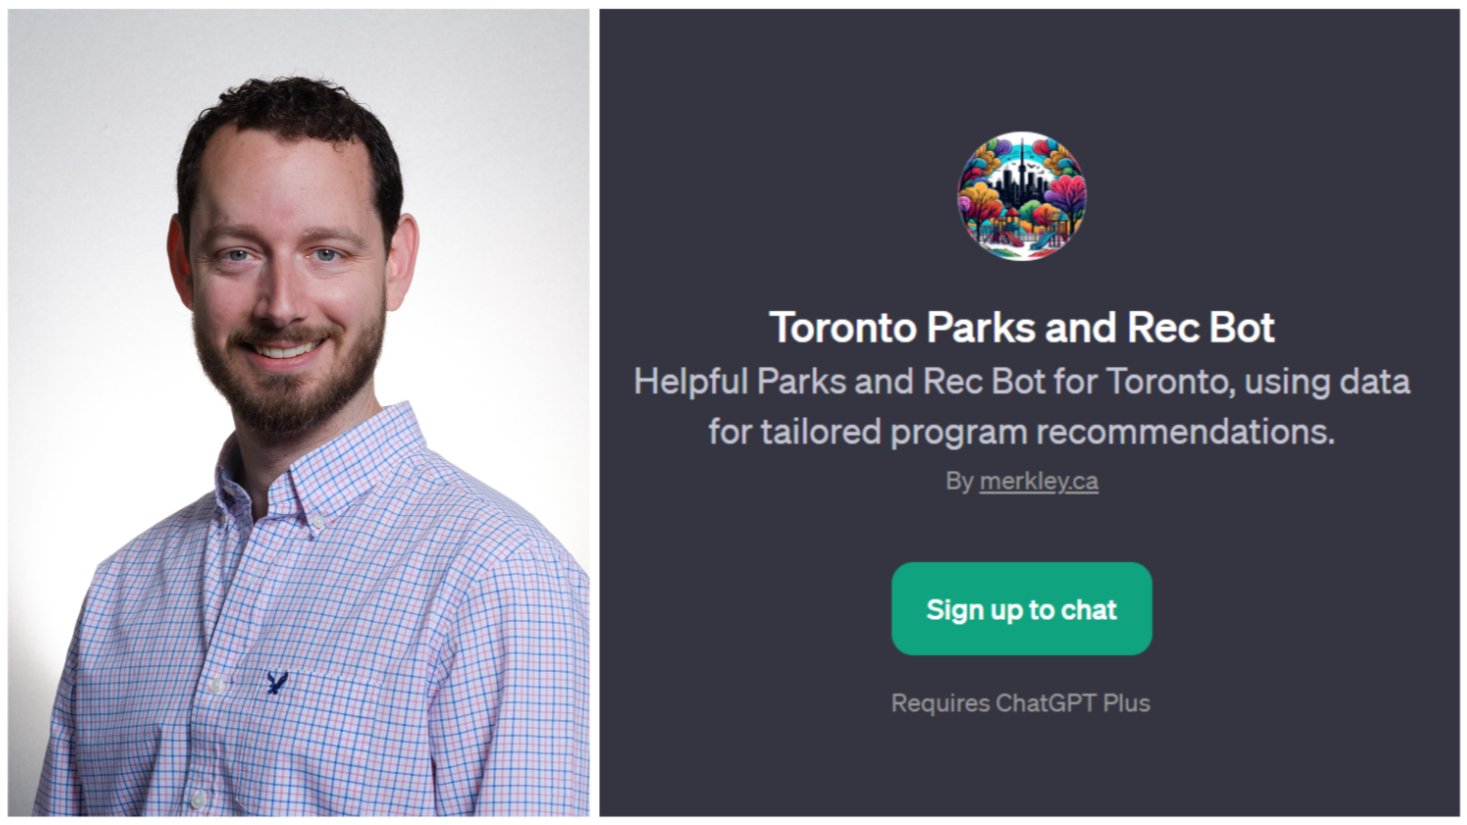 Toronto Parks and Rec Bot
Helpful Parks and Rec Bot for Toronto, using data
for tailored program recommendations.
By merkley.ca
Sign up to chat
Requires ChatGPT Plus